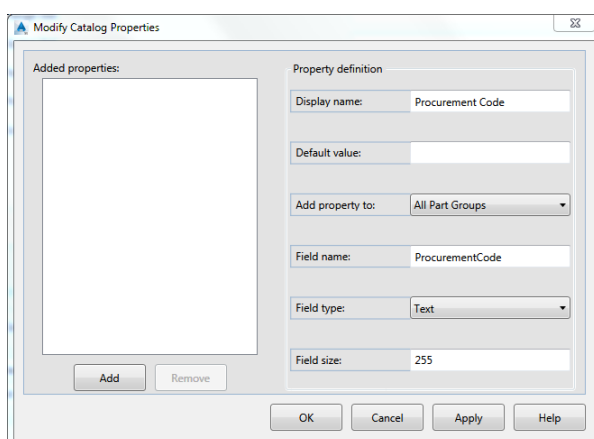 Modify Catalog Properties
Added properties:
Property definition
Display name: Procurement Code
Default value:
Add property to: All Part Groups
Field name: ProcurementCode
Field type: Text
Field size: 255
Add Remove
OK Cancel Apply Help